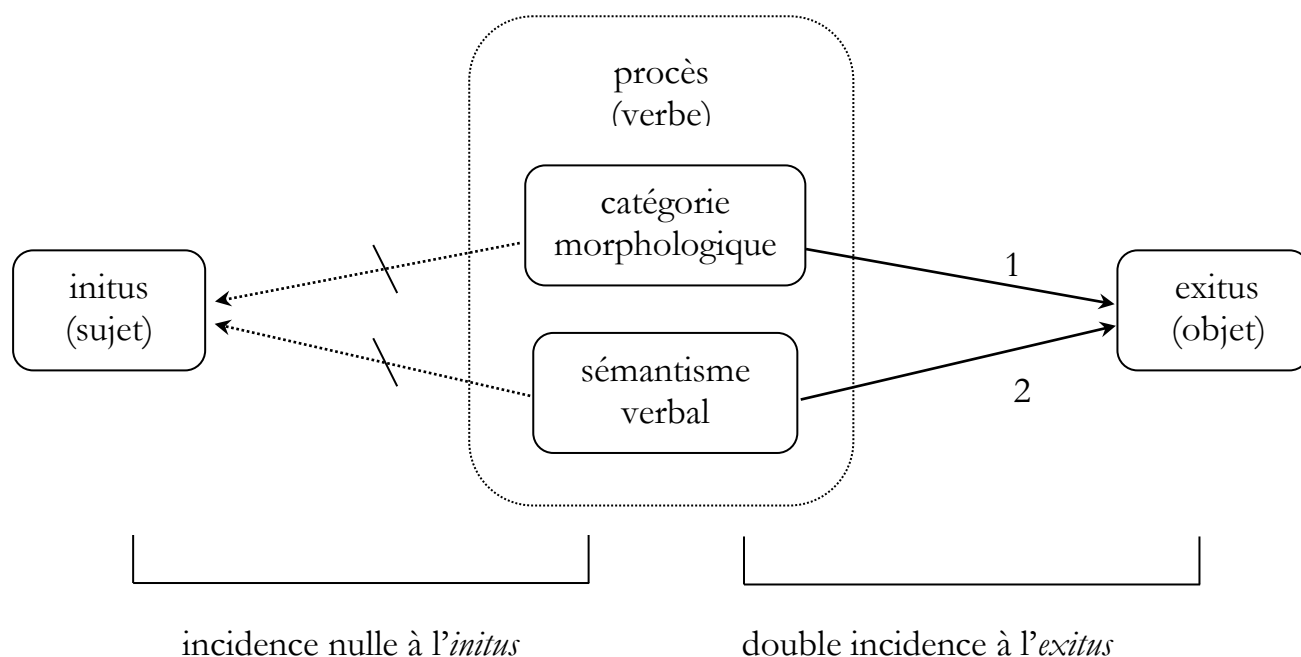 procès
(verbe)
catégorie
morphologique
1
initus
(sujet)
exitus
(objet)
sémantisme
verbal
2
incidence nulle à l’initus
double incidence à l’exitus